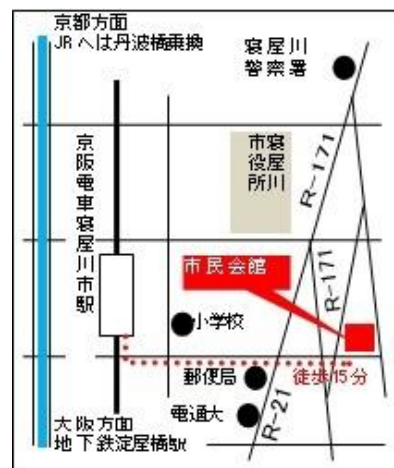 京都方面
JRへは丹波橋乗換
寝屋川
警察署
京阪電車寝屋川市駅
寝屋川
市役所
R-171
市民会館
R-171
小学校
徒歩15分
郵便局
電通大
R-21
大阪方面
地下鉄淀屋橋駅